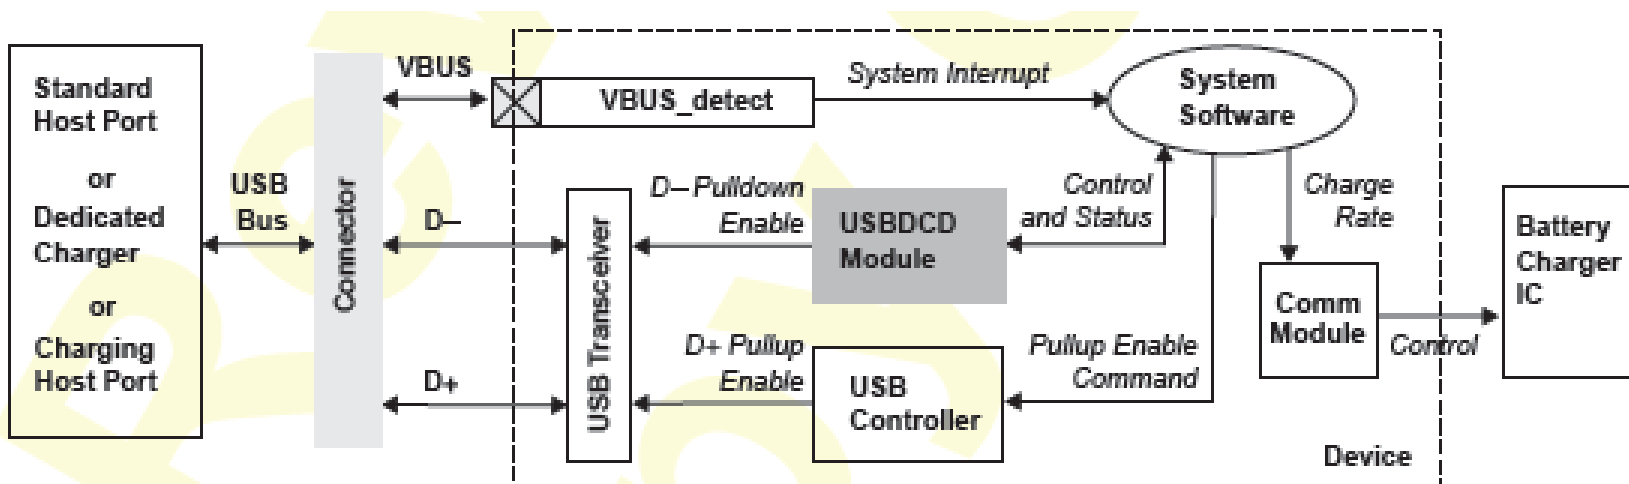 Standard
Host Port
or
Dedicated
Charger
or
Charging
Host Port
USB
Bus
Connector
VBUS
D–
D+
VBUS_detect
System Interrupt
System
Software
USB Transceiver
D– Pulldown
Enable
USBDCD
Module
Control
and Status
Charge
Rate
D+ Pullup
Enable
USB
Controller
Pullup Enable
Command
Comm
Module
Control
Battery
Charger
IC
Device